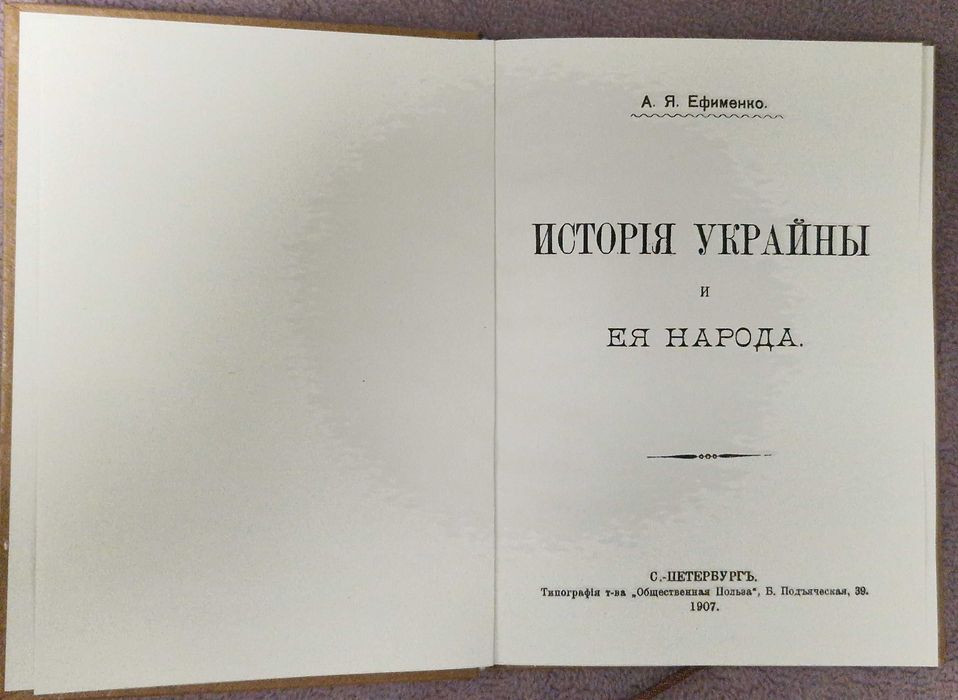 А. Я. Ефименко.
ИСТОРІЯ УКРАЙНЫ
И
ЕЯ НАРОДА.
С.-ПЕТЕРБУРГЪ.
Типографія т-ва „Общественная Польза“, Б. Подъяческая, 39.
1907.